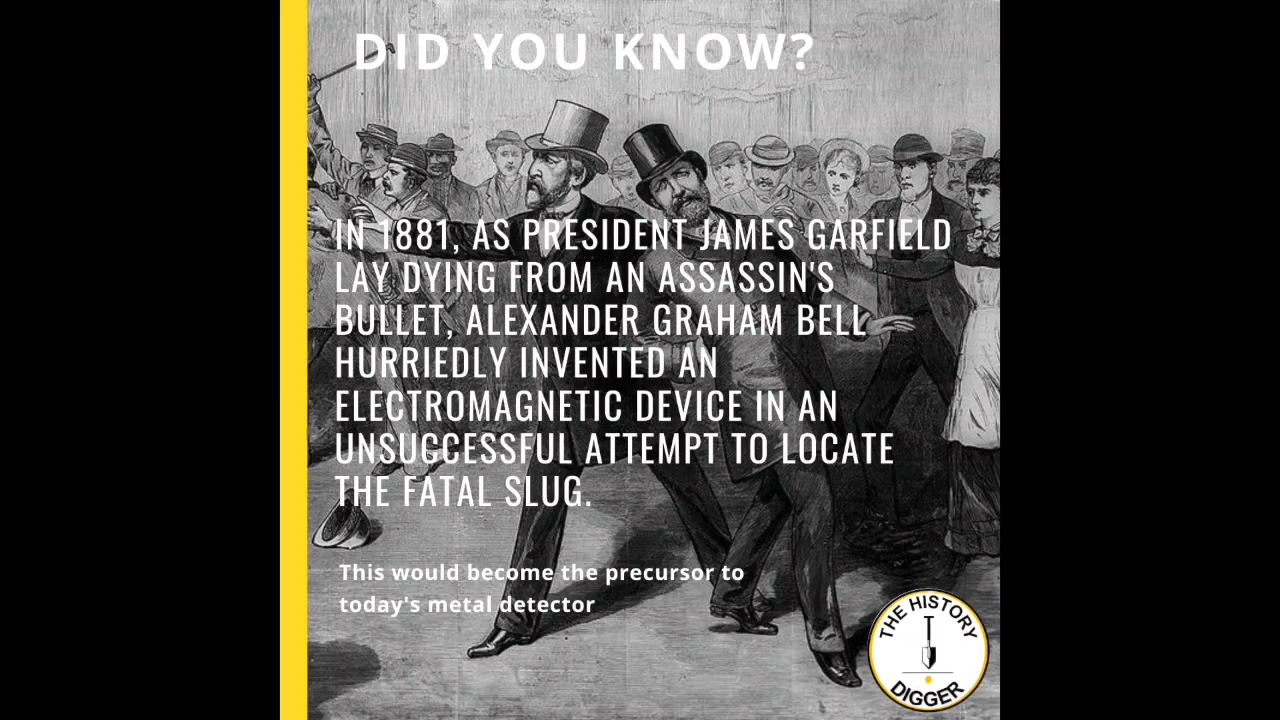 DID YOU KNOW?
IN 1881, AS PRESIDENT JAMES GARFIELD
LAY DYING FROM AN ASSASSIN'S
BULLET, ALEXANDER GRAHAM BELL
HURRIEDLY INVENTED AN
ELECTROMAGNETIC DEVICE IN AN
UNSUCCESSFUL ATTEMPT TO LOCATE
THE FATAL SLUG.
This would become the precursor to
today's metal detector
THE HISTORY
DIGGER